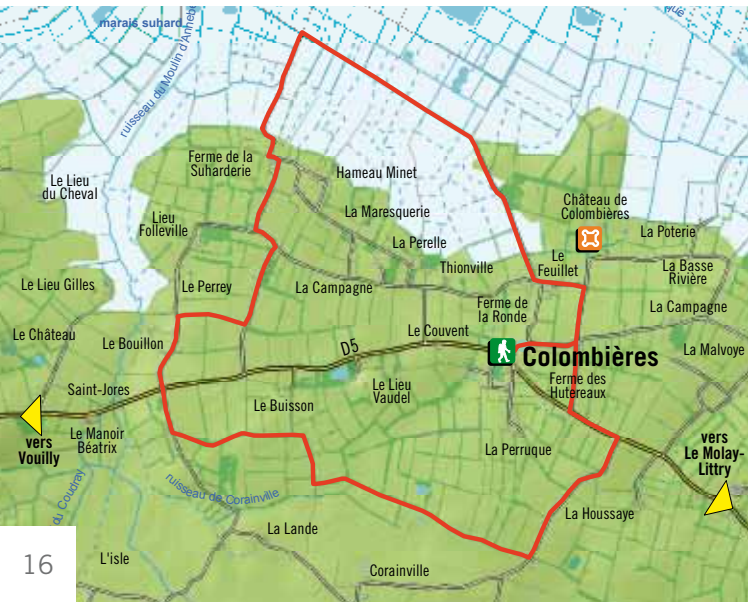 marais suhard
ruisseau du Moulin d'Anneb
que
Ferme de la
Suharderie
Hameau Minet
Le Lieu
du Cheval
Château de
Colombières
La Maresquerie
Lieu
Folleville
La Poterie
La Perelle
Le
Feuillet
Thionville
La Basse
Rivière
Le Lieu Gilles
Le Perrey
La Campagne
La Campagne
Ferme de
la Ronde
Le Château
Le Bouillon
D5
Le Couvent
Colombières
La Malvoye
Saint-Jores
Le Lieu
Vaudel
Ferme des
Hutéreaux
Le Buisson
vers
Vouilly
Le Manoir
Béatrix
La Perruque
vers
Le Molay-
Littry
du Coudray
ruisseau de Corainville
La Houssaye
La Lande
L'isle
Corainville
16